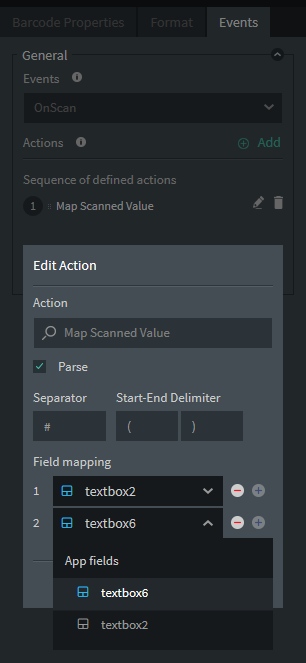 Barcode Properties Format Events
General
Events
OnScan
Actions Add
Sequence of defined actions
1 Map Scanned Value
Edit Action
Action
Map Scanned Value
Parse
Separator Start-End Delimiter
# ( )
Field mapping
1 textbox2
2 textbox6
App fields
textbox6
textbox2